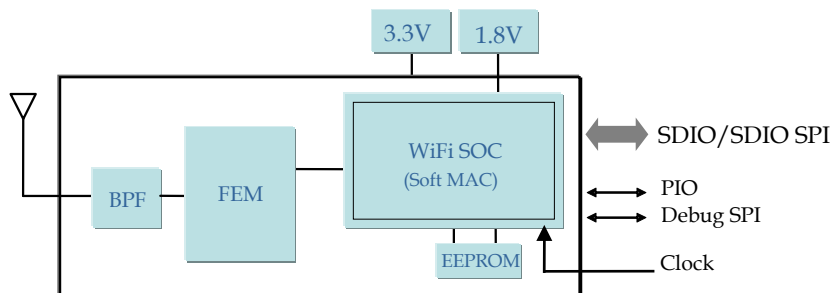 3.3V
1.8V
SDIO/SDIO SPI
WiFi SOC
(Soft MAC)
BPF
FEM
PIO
Debug SPI
EEPROM
Clock